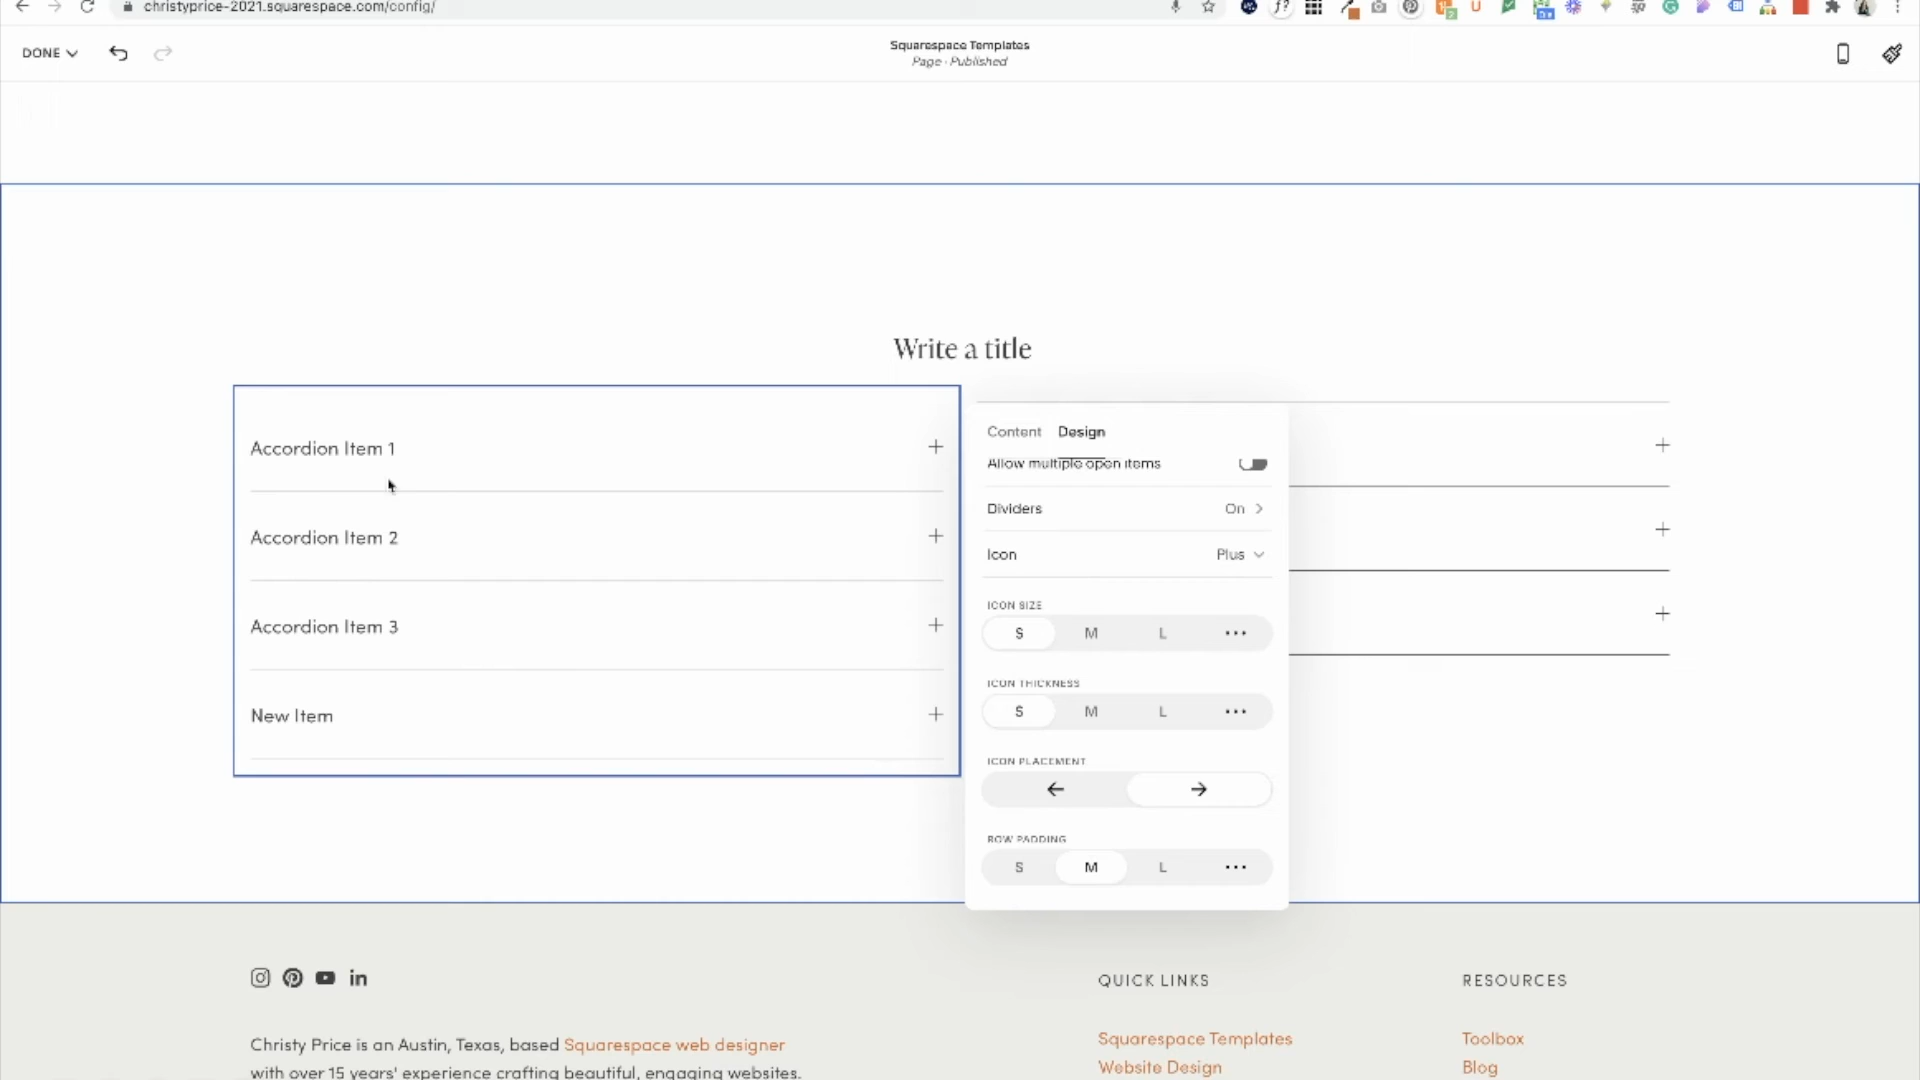 christyprice-2021.squarespace.com/config/
DONE
Squarespace Templates
Page · Published
Write a title
Accordion Item 1
Accordion Item 2
Accordion Item 3
New Item
Content Design
Allow multiple open items
Dividers On
Icon Plus
ICON SIZE
S M L ...
ICON THICKNESS
S M L ...
ICON PLACEMENT
ROW PADDING
S M L ...
Christy Price is an Austin, Texas, based Squarespace web designer
with over 15 years' experience crafting beautiful, engaging websites.
QUICK LINKS
Squarespace Templates
Website Design
RESOURCES
Toolbox
Blog